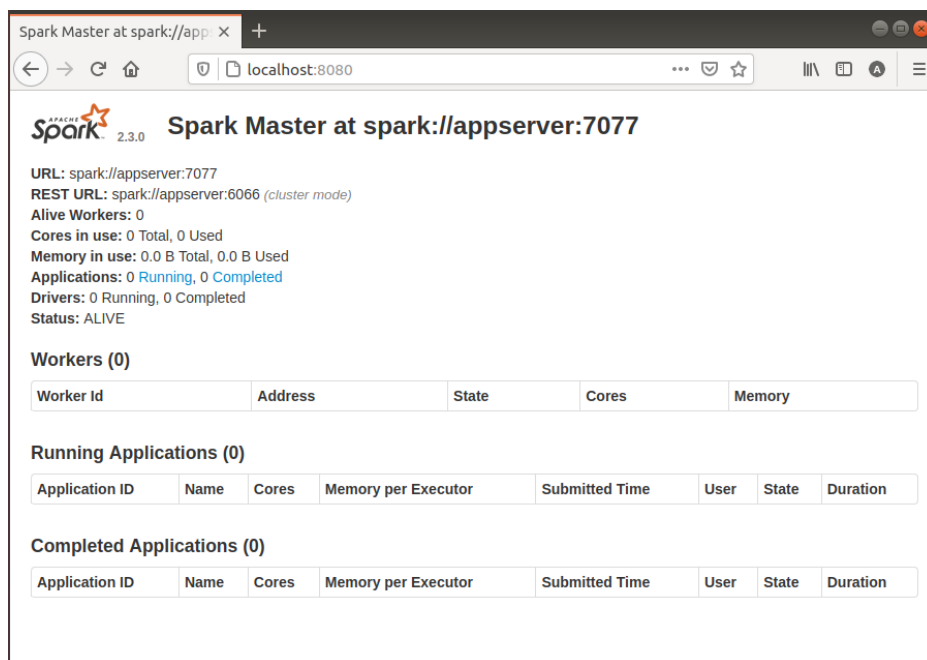 Spark Master at spark://app
localhost:8080
APACHE
Spark 2.3.0 Spark Master at spark://appserver:7077
URL: spark://appserver:7077
REST URL: spark://appserver:6066 (cluster mode)
Alive Workers: 0
Cores in use: 0 Total, 0 Used
Memory in use: 0.0 B Total, 0.0 B Used
Applications: 0 Running, 0 Completed
Drivers: 0 Running, 0 Completed
Status: ALIVE
Workers (0)
Worker Id Address State Cores Memory
Running Applications (0)
Application ID Name Cores Memory per Executor Submitted Time User State Duration
Completed Applications (0)
Application ID Name Cores Memory per Executor Submitted Time User State Duration